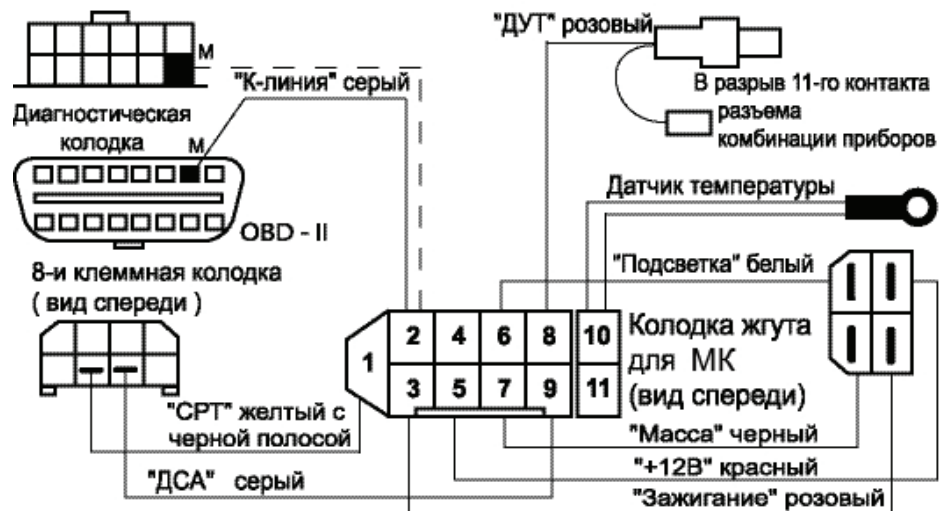 "ДУТ" розовый
М
"К-линия" серый
В разрыв 11-го контакта
разъема
комбинации приборов
Диагностическая
колодка
М
Датчик температуры
OBD - II
8-и клеммная колодка
( вид спереди )
"Подсветка" белый
1
2 4 6 8 10
3 5 7 9 11
Колодка жгута
для МК
(вид спереди)
"СРТ" желтый с
черной полосой
"Масса" черный
"+12В" красный
"ДСА" серый
"Зажигание" розовый